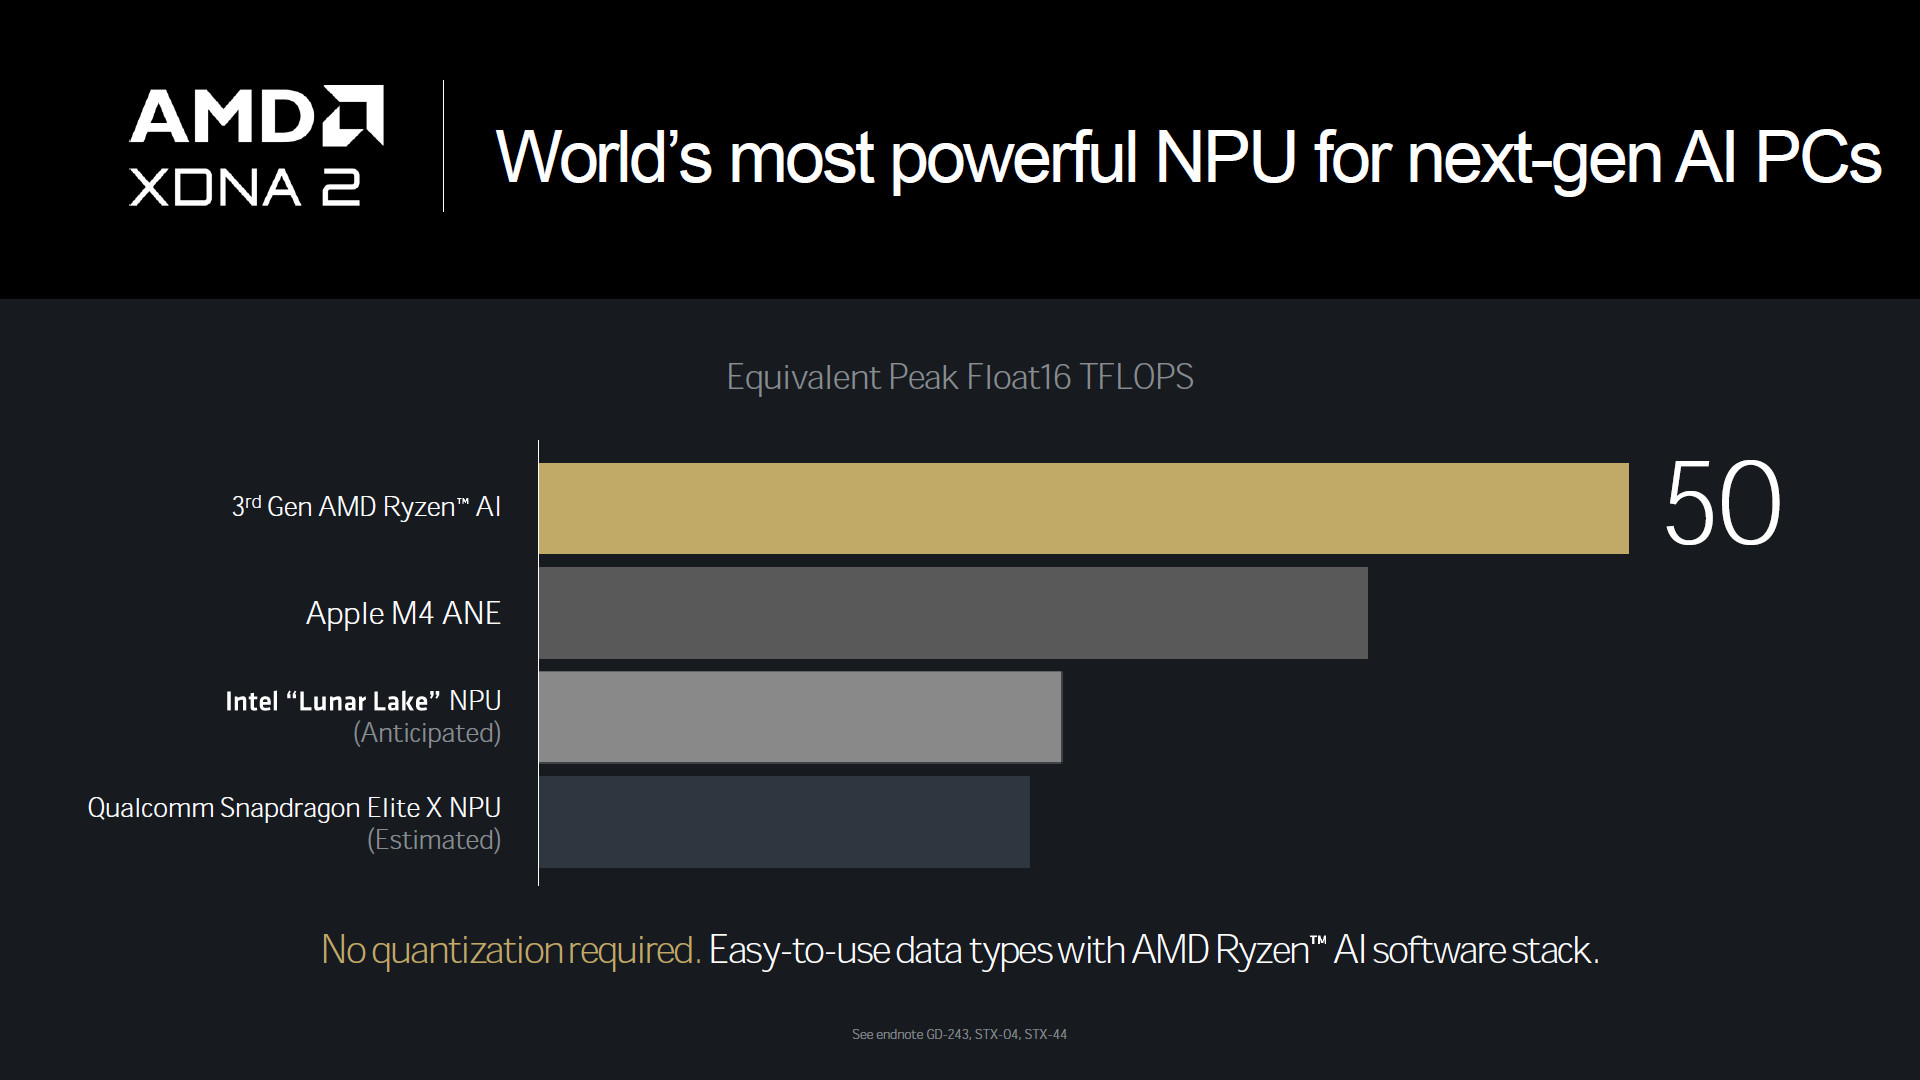 AMD
XDNA 2
World’s most powerful NPU for next-gen AI PCs
Equivalent Peak Float16 TFLOPS
3rd Gen AMD Ryzen™ AI
50
Apple M4 ANE
Intel “Lunar Lake” NPU
(Anticipated)
Qualcomm Snapdragon Elite X NPU
(Estimated)
No quantization required. Easy-to-use data types with AMD Ryzen™ AI software stack.
See endnote GD-243, STX-04, STX-44